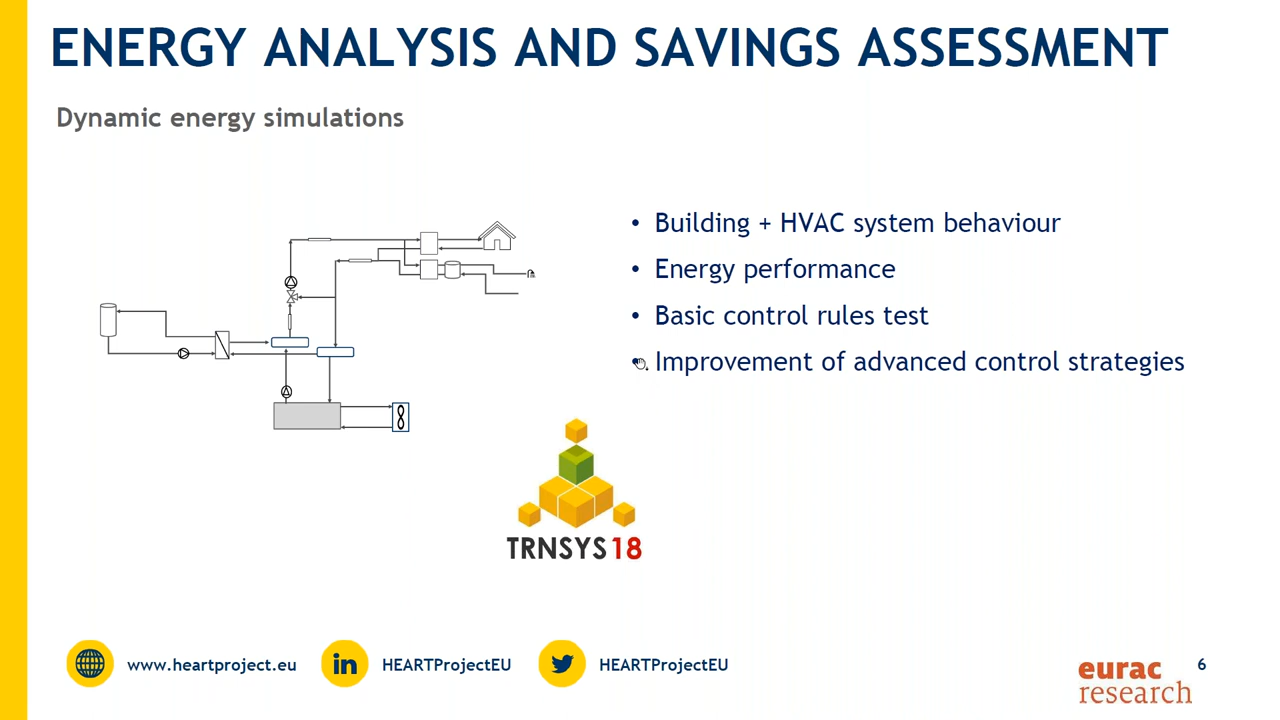 ENERGY ANALYSIS AND SAVINGS ASSESSMENT
Dynamic energy simulations
• Building + HVAC system behaviour
• Energy performance
• Basic control rules test
• Improvement of advanced control strategies
TRNSYS18
www.heartproject.eu
in
HEARTProjectEU
HEARTProjectEU
eurac
research
6